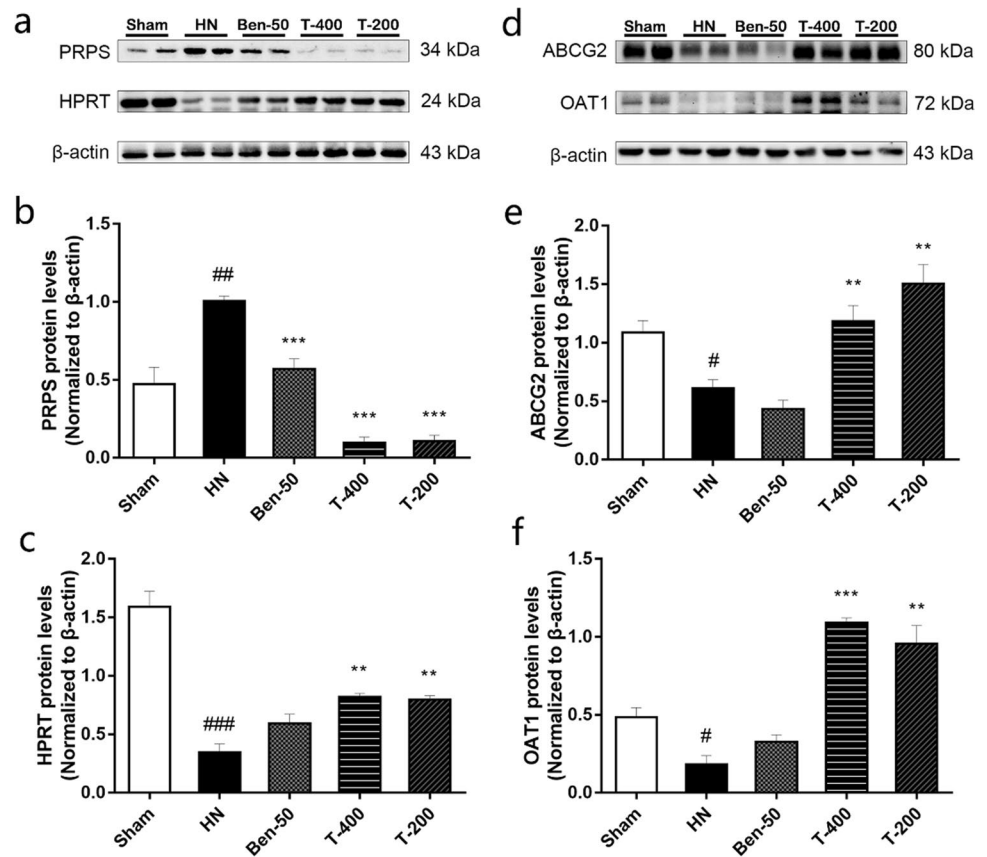 a
Sham HN Ben-50 T-400 T-200
PRPS 34 kDa
HPRT 24 kDa
β-actin 43 kDa
d
Sham HN Ben-50 T-400 T-200
ABCG2 80 kDa
OAT1 72 kDa
β-actin 43 kDa
b
PRPS protein levels
(Normalized to β-actin)
1.5
1.0
0.5
0.0
##
***
***
***
Sham
HN
Ben-50
T-400
T-200
e
ABCG2 protein levels
(Normalized to β-actin)
2.0
1.5
1.0
0.5
0.0
#
**
**
Sham
HN
Ben-50
T-400
T-200
c
HPRT protein levels
(Normalized to β-actin)
2.0
1.5
1.0
0.5
0.0
###
**
**
Sham
HN
Ben-50
T-400
T-200
f
OAT1 protein levels
(Normalized to β-actin)
1.5
1.0
0.5
0.0
#
***
**
Sham
HN
Ben-50
T-400
T-200